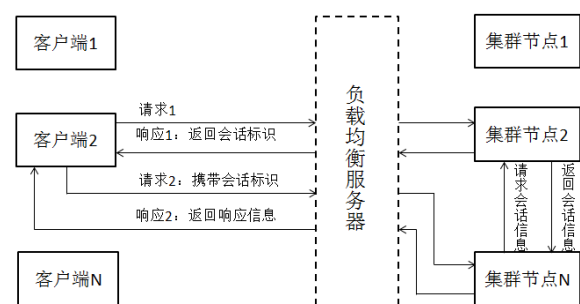 客户端1
集群节点1
请求1
客户端2
响应1：返回会话标识
负载均衡服务器
集群节点2
请求2：携带会话标识
响应2：返回响应信息
请求会话信息
返回会话信息
客户端N
集群节点N